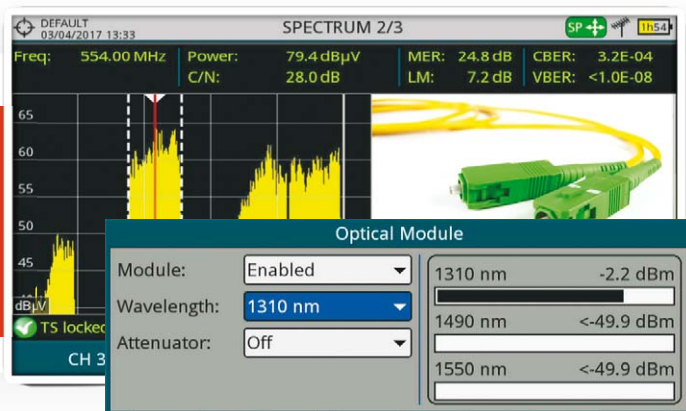 DEFAULT
03/04/2017 13:33
SPECTRUM 2/3
SP
1h54
Freq: 554.00 MHz Power: 79.4 dBµV MER: 24.8 dB CBER: 3.2E-04
C/N: 28.0 dB LM: 7.2 dB VBER: <1.0E-08
65
60
55
50
45
dBµV
TS locked
CH 3
Optical Module
Module: Enabled
Wavelength: 1310 nm
Attenuator: Off
1310 nm -2.2 dBm
1490 nm <-49.9 dBm
1550 nm <-49.9 dBm